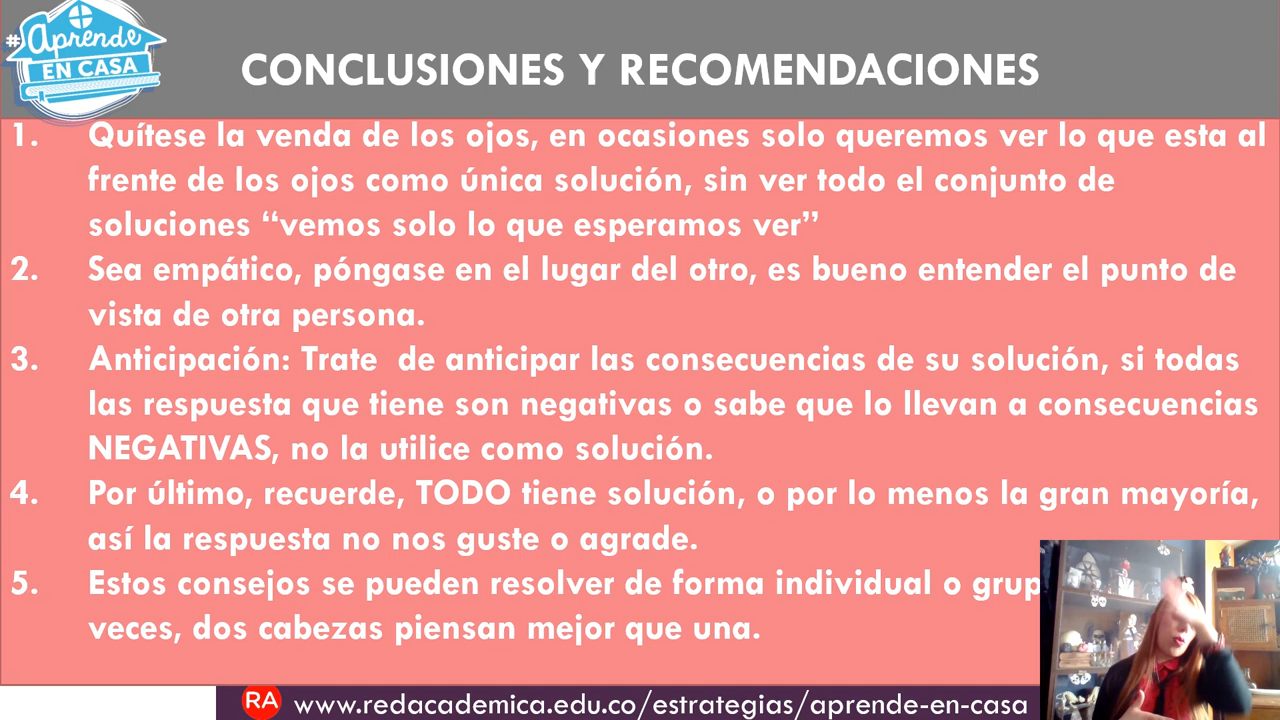 #Aprende
EN CASA
CONCLUSIONES Y RECOMENDACIONES
1. Quítese la venda de los ojos, en ocasiones solo queremos ver lo que esta al
frente de los ojos como única solución, sin ver todo el conjunto de
soluciones “vemos solo lo que esperamos ver”
2. Sea empático, póngase en el lugar del otro, es bueno entender el punto de
vista de otra persona.
3. Anticipación: Trate de anticipar las consecuencias de su solución, si todas
las respuesta que tiene son negativas o sabe que lo llevan a consecuencias
NEGATIVAS, no la utilice como solución.
4. Por último, recuerde, TODO tiene solución, o por lo menos la gran mayoría,
así la respuesta no nos guste o agrade.
5. Estos consejos se pueden resolver de forma individual o grup
veces, dos cabezas piensan mejor que una.
RA www.redacademica.edu.co/estrategias/aprende-en-casa